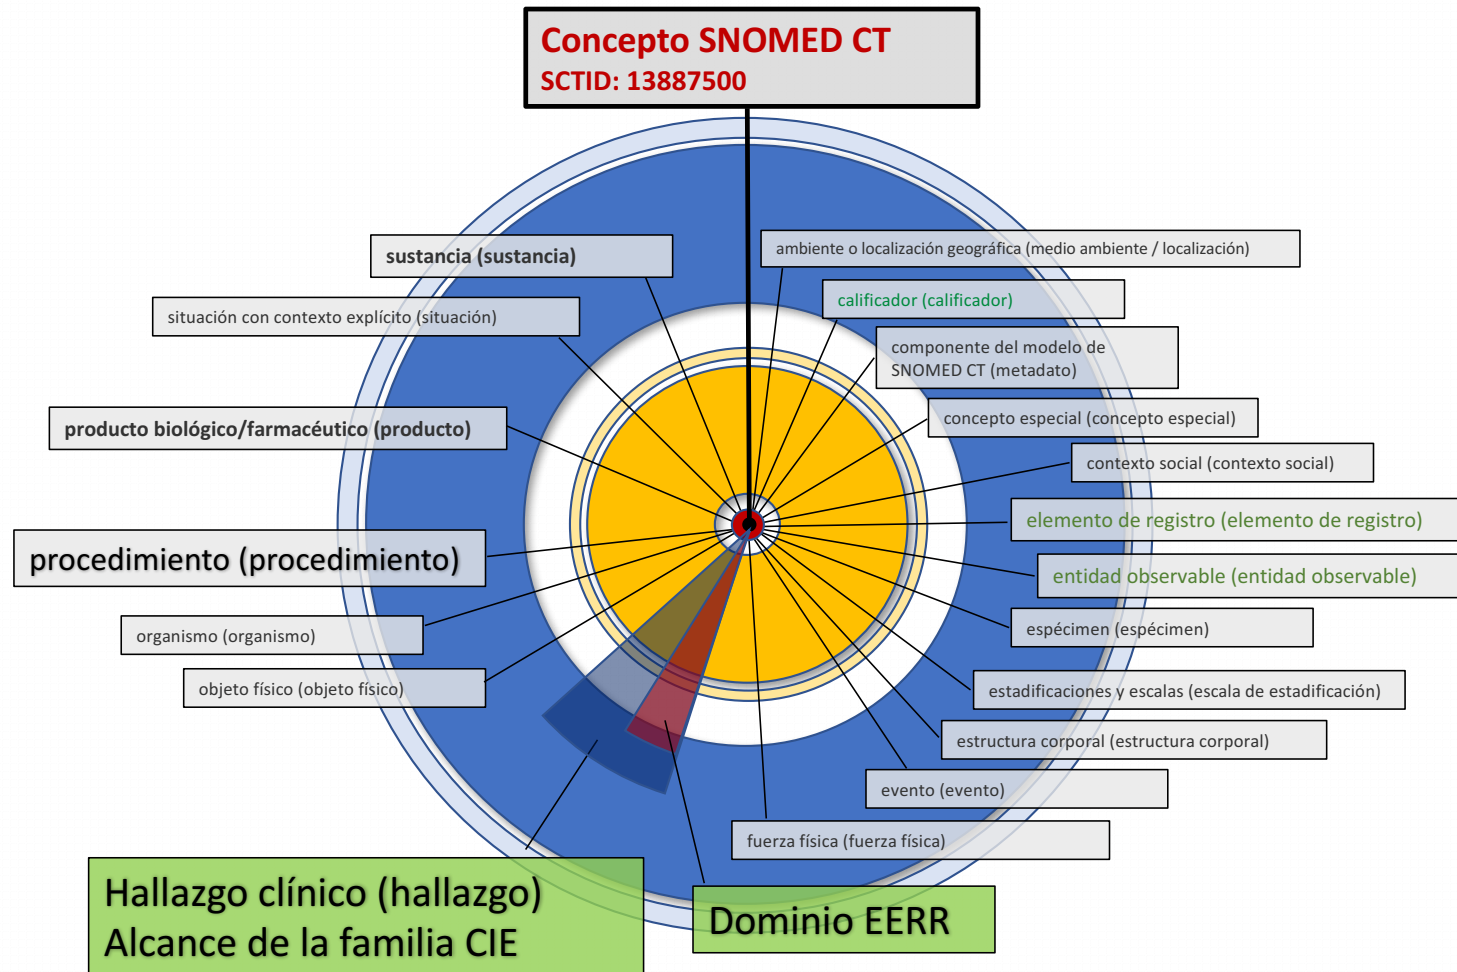 Concepto SNOMED CT
SCTID: 13887500
sustancia (sustancia)
situación con contexto explícito (situación)
producto biológico/farmacéutico (producto)
procedimiento (procedimiento)
organismo (organismo)
objeto físico (objeto físico)
Hallazgo clínico (hallazgo)
Alcance de la familia CIE
Dominio EERR
ambiente o localización geográfica (medio ambiente / localización)
calificador (calificador)
componente del modelo de
SNOMED CT (metadato)
concepto especial (concepto especial)
contexto social (contexto social)
elemento de registro (elemento de registro)
entidad observable (entidad observable)
espécimen (espécimen)
estadificaciones y escalas (escala de estadificación)
estructura corporal (estructura corporal)
evento (evento)
fuerza física (fuerza física)